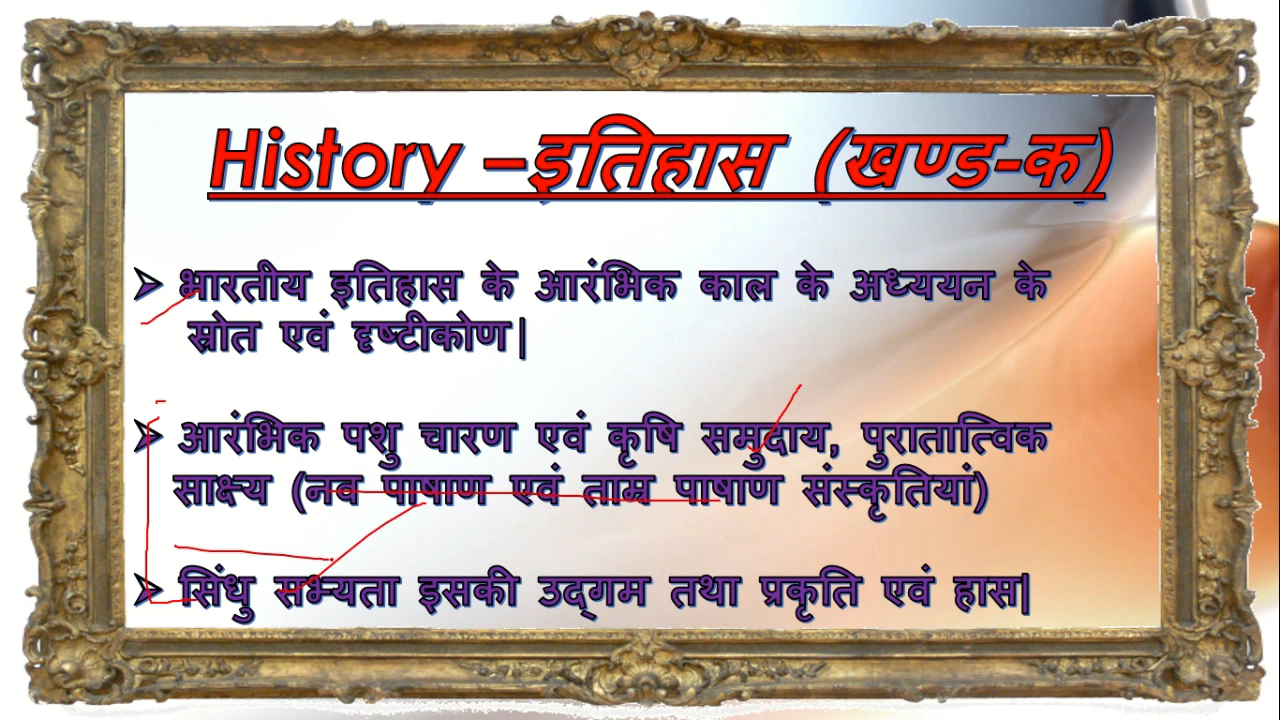 History –इतिहास (खण्ड-क)
भारतीय इतिहास के आरंभिक काल के अध्ययन के
स्रोत एवं दृष्टीकोण|
आरंभिक पशु चारण एवं कृषि समुदाय, पुरातात्विक
साक्ष्य (नव पाषाण एवं ताम्र पाषाण संस्कृतियां)
सिंधु सभ्यता इसकी उद्गम तथा प्रकृति एवं हास|